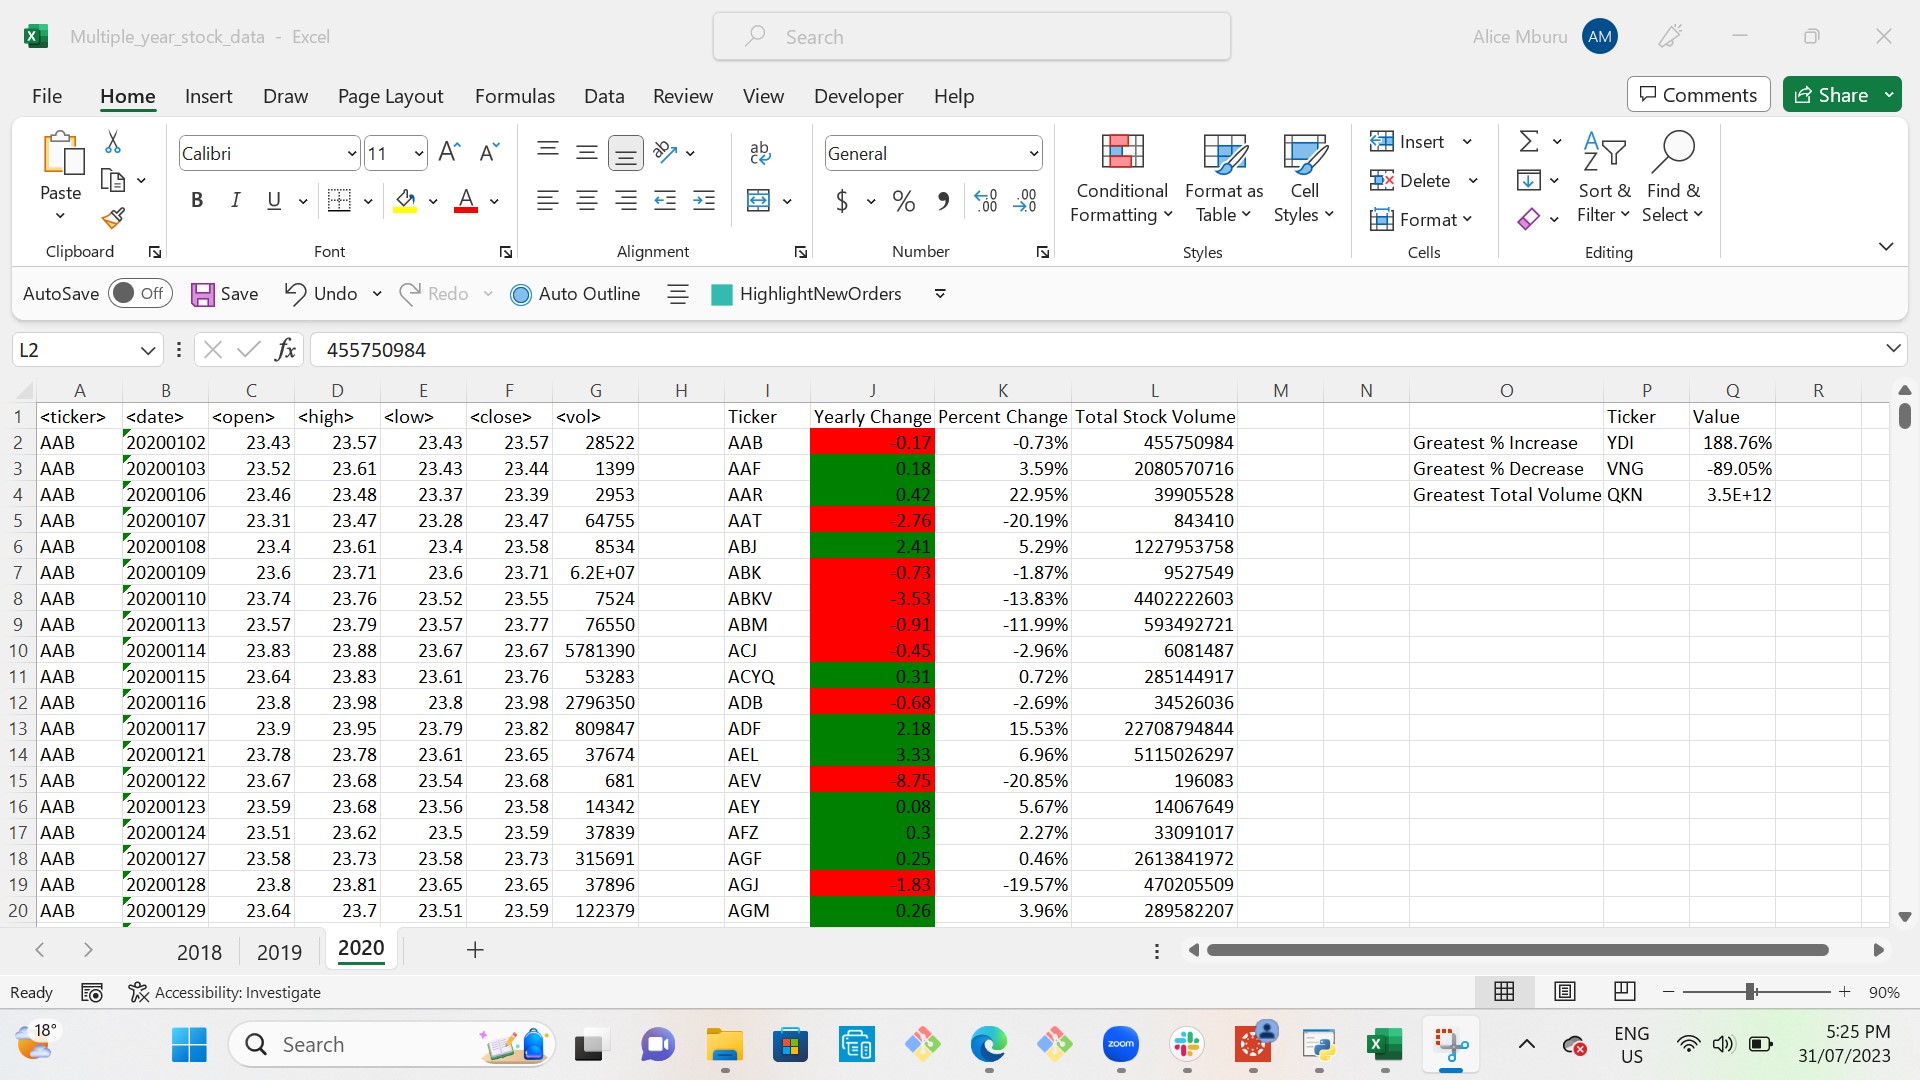 Multiple_year_stock_data - Excel
Search
Alice Mburu AM
File Home Insert Draw Page Layout Formulas Data Review View Developer Help
Comments Share
Paste
Calibri 11
General
Conditional Formatting
Format as Table
Cell Styles
Insert
Delete
Format
Sort & Filter
Find & Select
Clipboard Font Alignment Number Styles Cells Editing
AutoSave Off Save Undo Redo Auto Outline HighlightNewOrders
L2 fx 455750984
A B C D E F G H I J K L M N O P Q R
1 <ticker> <date> <open> <high> <low> <close> <vol> Ticker Yearly Change Percent Change Total Stock Volume Ticker Value
2 AAB 20200102 23.43 23.57 23.43 23.57 28522 AAB -0.17 -0.73% 455750984 Greatest % Increase YDI 188.76%
3 AAB 20200103 23.52 23.61 23.43 23.44 1399 AAF 0.18 3.59% 2080570716 Greatest % Decrease VNG -89.05%
4 AAB 20200106 23.46 23.48 23.37 23.39 2953 AAR 0.42 22.95% 39905528 Greatest Total Volume QKN 3.5E+12
5 AAB 20200107 23.31 23.47 23.28 23.47 64755 AAT -2.76 -20.19% 843410
6 AAB 20200108 23.4 23.61 23.4 23.58 8534 ABJ 2.41 5.29% 1227953758
7 AAB 20200109 23.6 23.71 23.6 23.71 6.2E+07 ABK -0.73 -1.87% 9527549
8 AAB 20200110 23.74 23.76 23.52 23.55 7524 ABKV -3.53 -13.83% 4402222603
9 AAB 20200113 23.57 23.79 23.57 23.77 76550 ABM -0.91 -11.99% 593492721
10 AAB 20200114 23.83 23.88 23.67 23.67 5781390 ACJ -0.45 -2.96% 6081487
11 AAB 20200115 23.64 23.83 23.61 23.76 53283 ACYQ 0.31 0.72% 285144917
12 AAB 20200116 23.8 23.98 23.8 23.98 2796350 ADB -0.68 -2.69% 34526036
13 AAB 20200117 23.9 23.95 23.79 23.82 809847 ADF 2.18 15.53% 22708794844
14 AAB 20200121 23.78 23.78 23.61 23.65 37674 AEL 3.33 6.96% 5115026297
15 AAB 20200122 23.67 23.68 23.54 23.68 681 AEV -8.75 -20.85% 196083
16 AAB 20200123 23.59 23.68 23.56 23.58 14342 AEY 0.08 5.67% 14067649
17 AAB 20200124 23.51 23.62 23.5 23.59 37839 AFZ 0.3 2.27% 33091017
18 AAB 20200127 23.58 23.73 23.58 23.73 315691 AGF 0.25 0.46% 2613841972
19 AAB 20200128 23.8 23.81 23.65 23.65 37896 AGJ -1.83 -19.57% 470205509
20 AAB 20200129 23.64 23.7 23.51 23.59 122379 AGM 0.26 3.96% 289582207
2018 2019 2020
Ready Accessibility: Investigate 90%
18° Search zoom ENG US 5:25 PM
31/07/2023